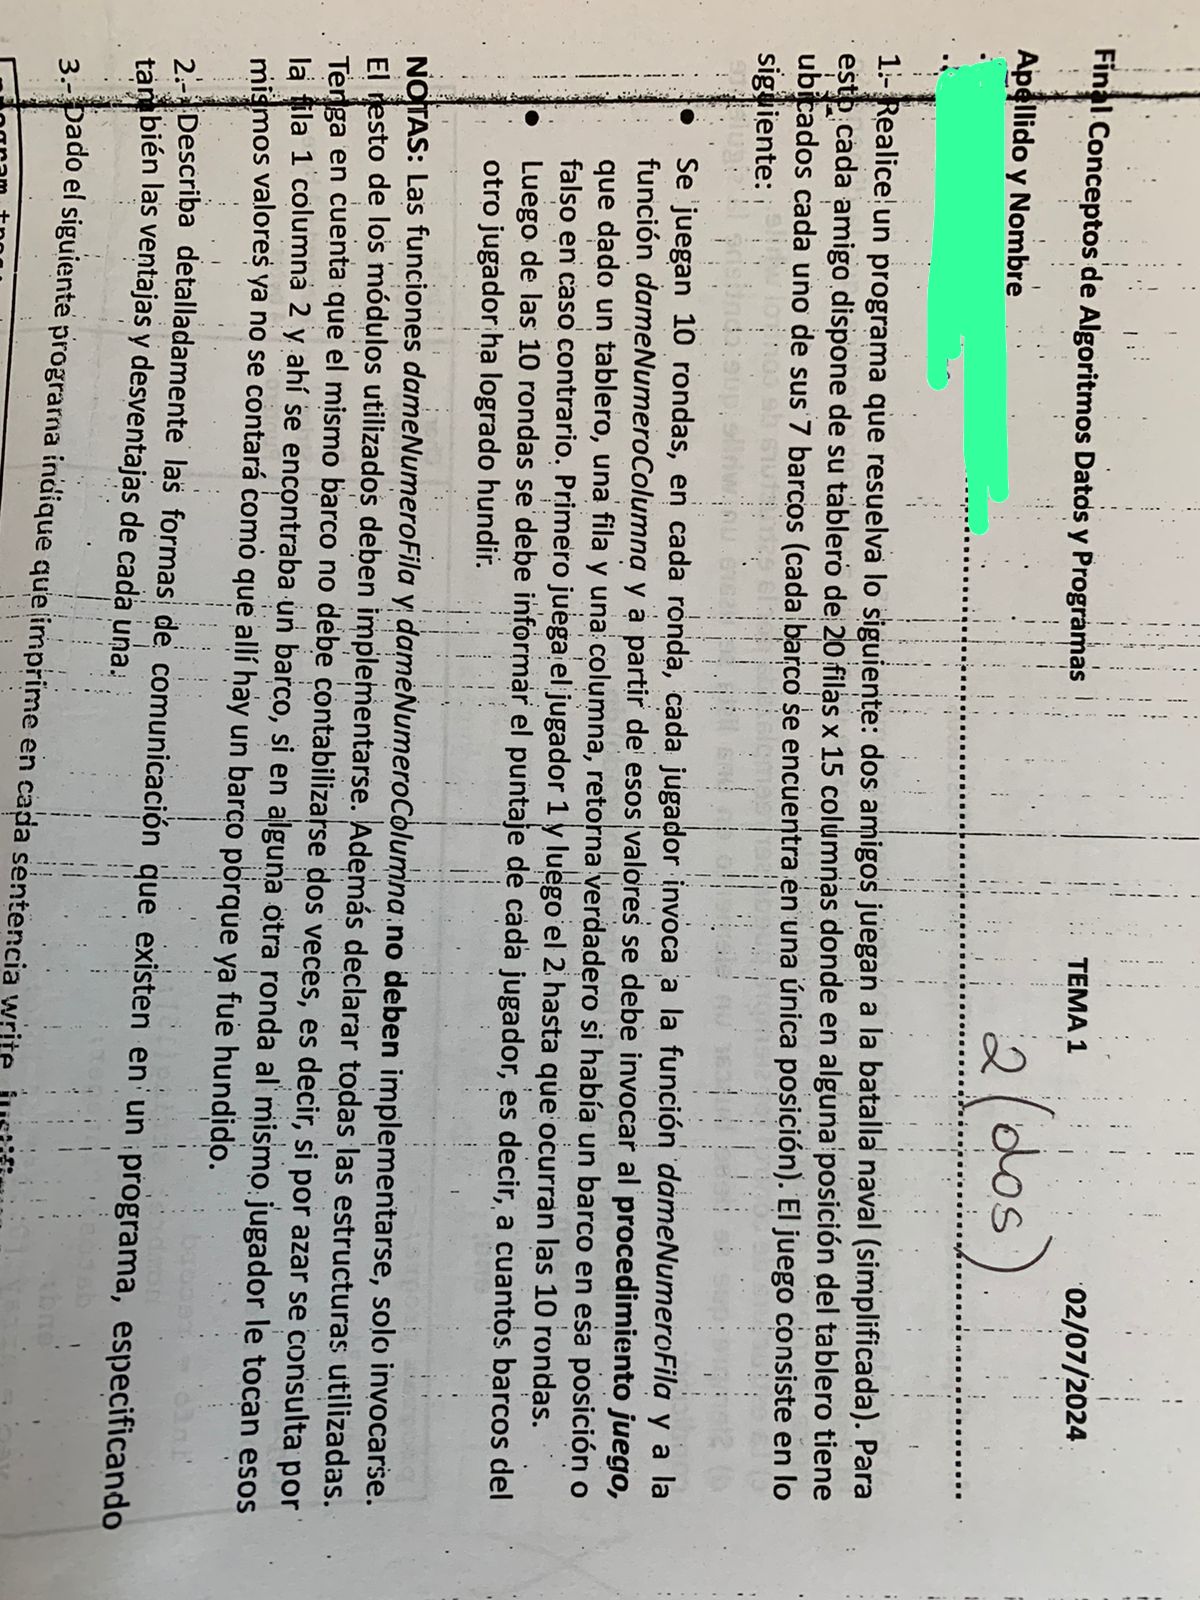 Final Conceptos de Algoritmos Datos y Programas TEMA 1 02/07/2024
Apellido y Nombre
2 (dos)
1.- Realice un programa que resuelva lo siguiente: dos amigos juegan a la batalla naval (simplificada). Para
esto cada amigo dispone de su tablero de 20 filas x 15 columnas donde en alguna posición del tablero tiene
ubicados cada uno de sus 7 barcos (cada barco se encuentra en una única posición). El juego consiste en lo
siguiente:
• Se juegan 10 rondas, en cada ronda, cada jugador invoca a la función dameNumeroFila y a la
función dameNumeroColumna y a partir de esos valores se debe invocar al procedimiento juego,
que dado un tablero, una fila y una columna, retorna verdadero si había un barco en esa posición o
falso en caso contrario. Primero juega el jugador 1 y luego el 2 hasta que ocurran las 10 rondas.
• Luego de las 10 rondas se debe informar el puntaje de cada jugador, es decir, a cuantos barcos del
otro jugador ha logrado hundir.
NOTAS: Las funciones dameNumeroFila y dameNumeroColumna no deben implementarse, solo invocarse.
El resto de los módulos utilizados deben implementarse. Además declarar todas las estructuras utilizadas.
Tenga en cuenta que el mismo barco no debe contabilizarse dos veces, es decir, si por azar se consulta por
la fila 1 columna 2 y ahí se encontraba un barco, si en alguna otra ronda al mismo jugador le tocan esos
mismos valores ya no se contará como que allí hay un barco porque ya fue hundido.
2.- Describa detalladamente las formas de comunicación que existen en un programa, especificando
también las ventajas y desventajas de cada una.
3.- Dado el siguiente programa indique que imprime en cada sentencia write,